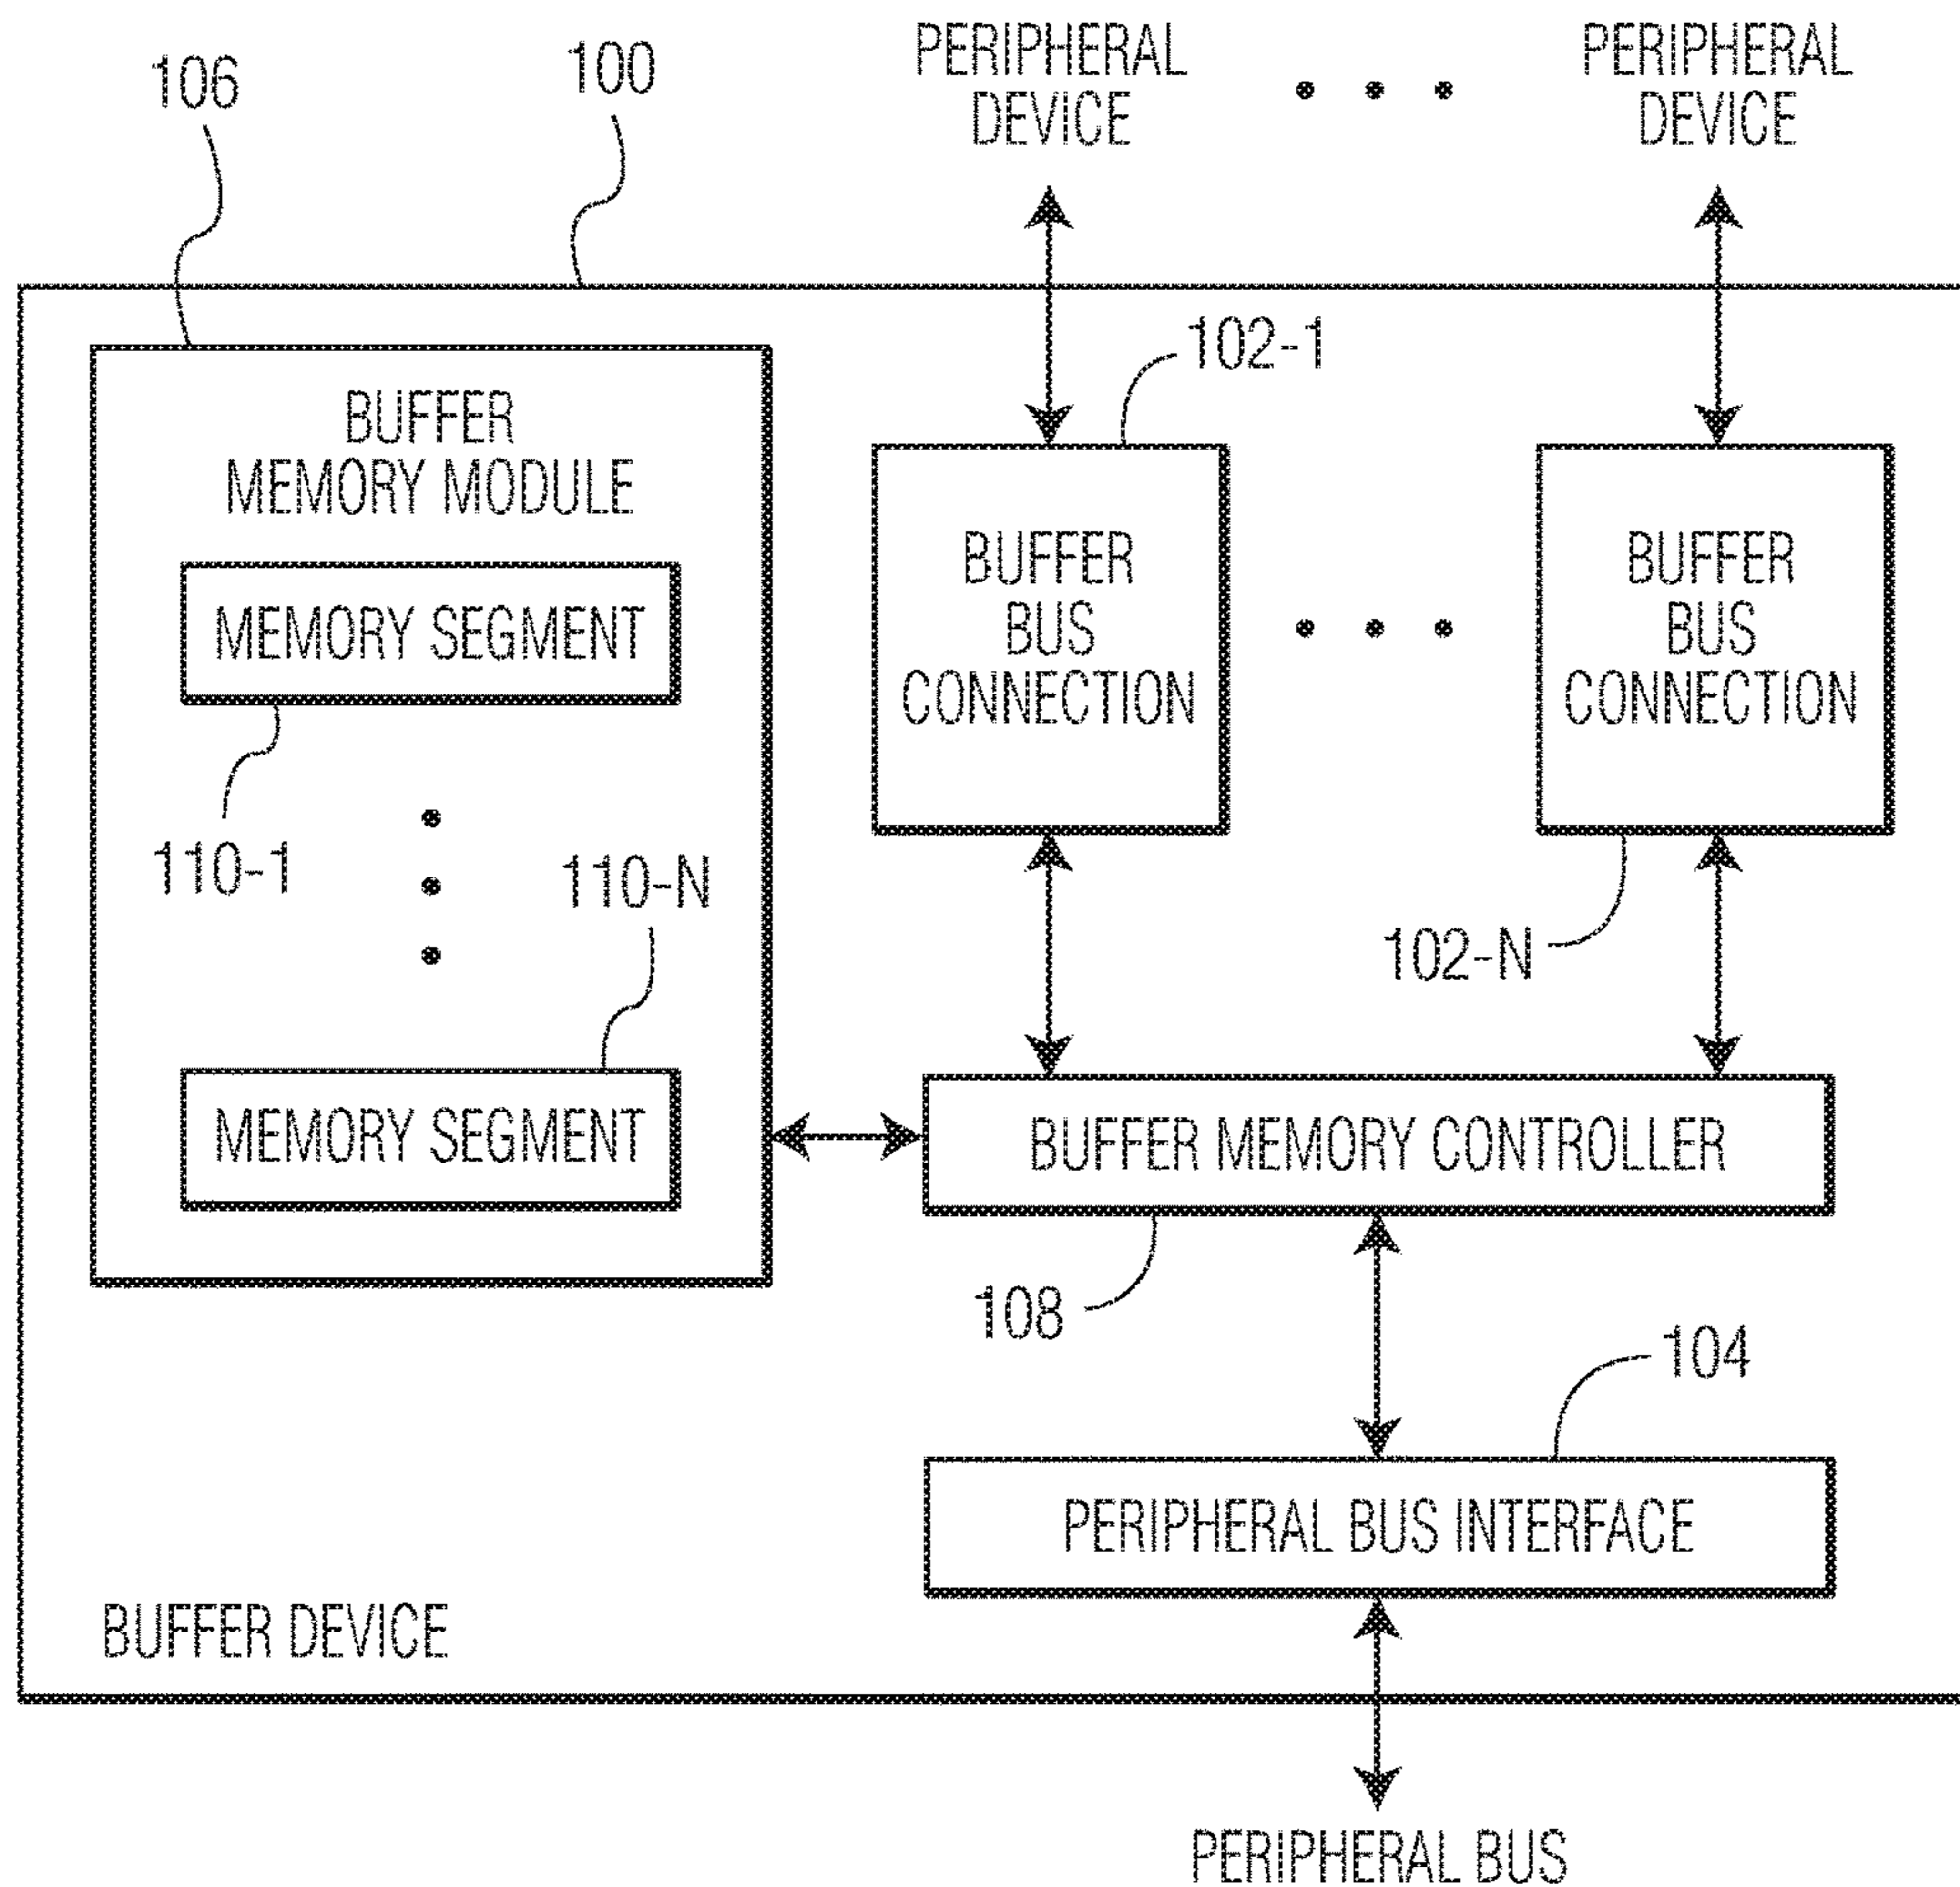 106
100
PERIPHERAL
DEVICE
PERIPHERAL
DEVICE
102-1
BUFFER
MEMORY MODULE
MEMORY SEGMENT
110-1
110-N
MEMORY SEGMENT
BUFFER
BUS
CONNECTION
BUFFER
BUS
CONNECTION
102-N
BUFFER MEMORY CONTROLLER
108
104
PERIPHERAL BUS INTERFACE
BUFFER DEVICE
PERIPHERAL BUS